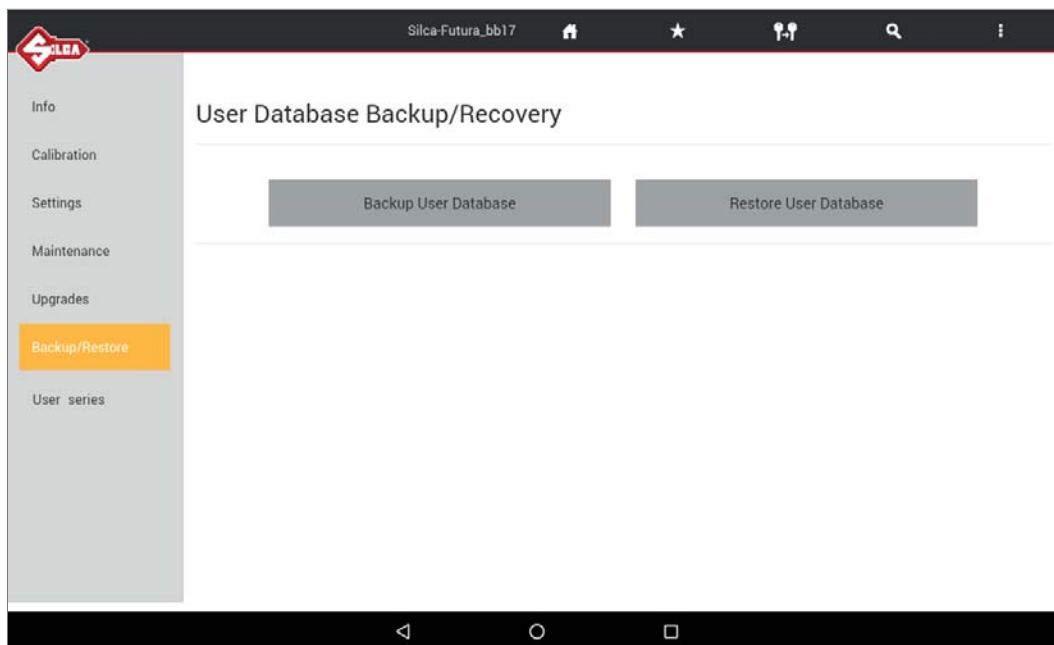 Silca-Futura_bb17
SILCA
Info
User Database Backup/Recovery
Calibration
Settings
Backup User Database
Restore User Database
Maintenance
Upgrades
Backup/Restore
User series